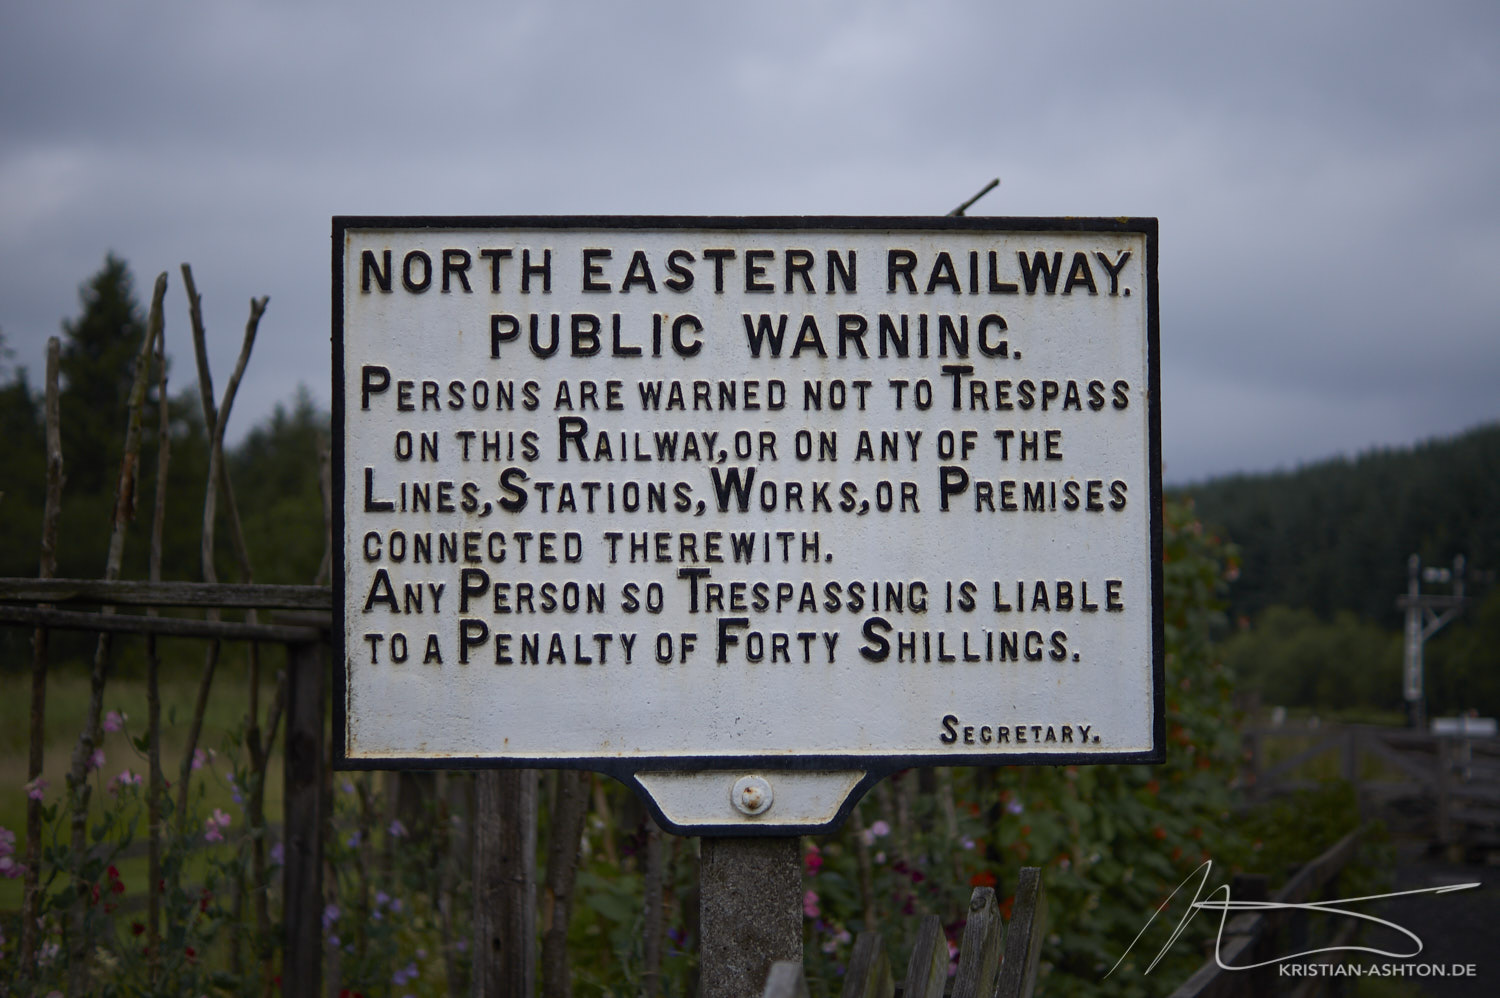 NORTH EASTERN RAILWAY.
PUBLIC WARNING.
PERSONS ARE WARNED NOT TO TRESPASS
ON THIS RAILWAY, OR ON ANY OF THE
LINES, STATIONS, WORKS, OR PREMISES
CONNECTED THEREWITH.
ANY PERSON SO TRESPASSING IS LIABLE
TO A PENALTY OF FORTY SHILLINGS.
SECRETARY.
KRISTIAN-ASHTON.DE